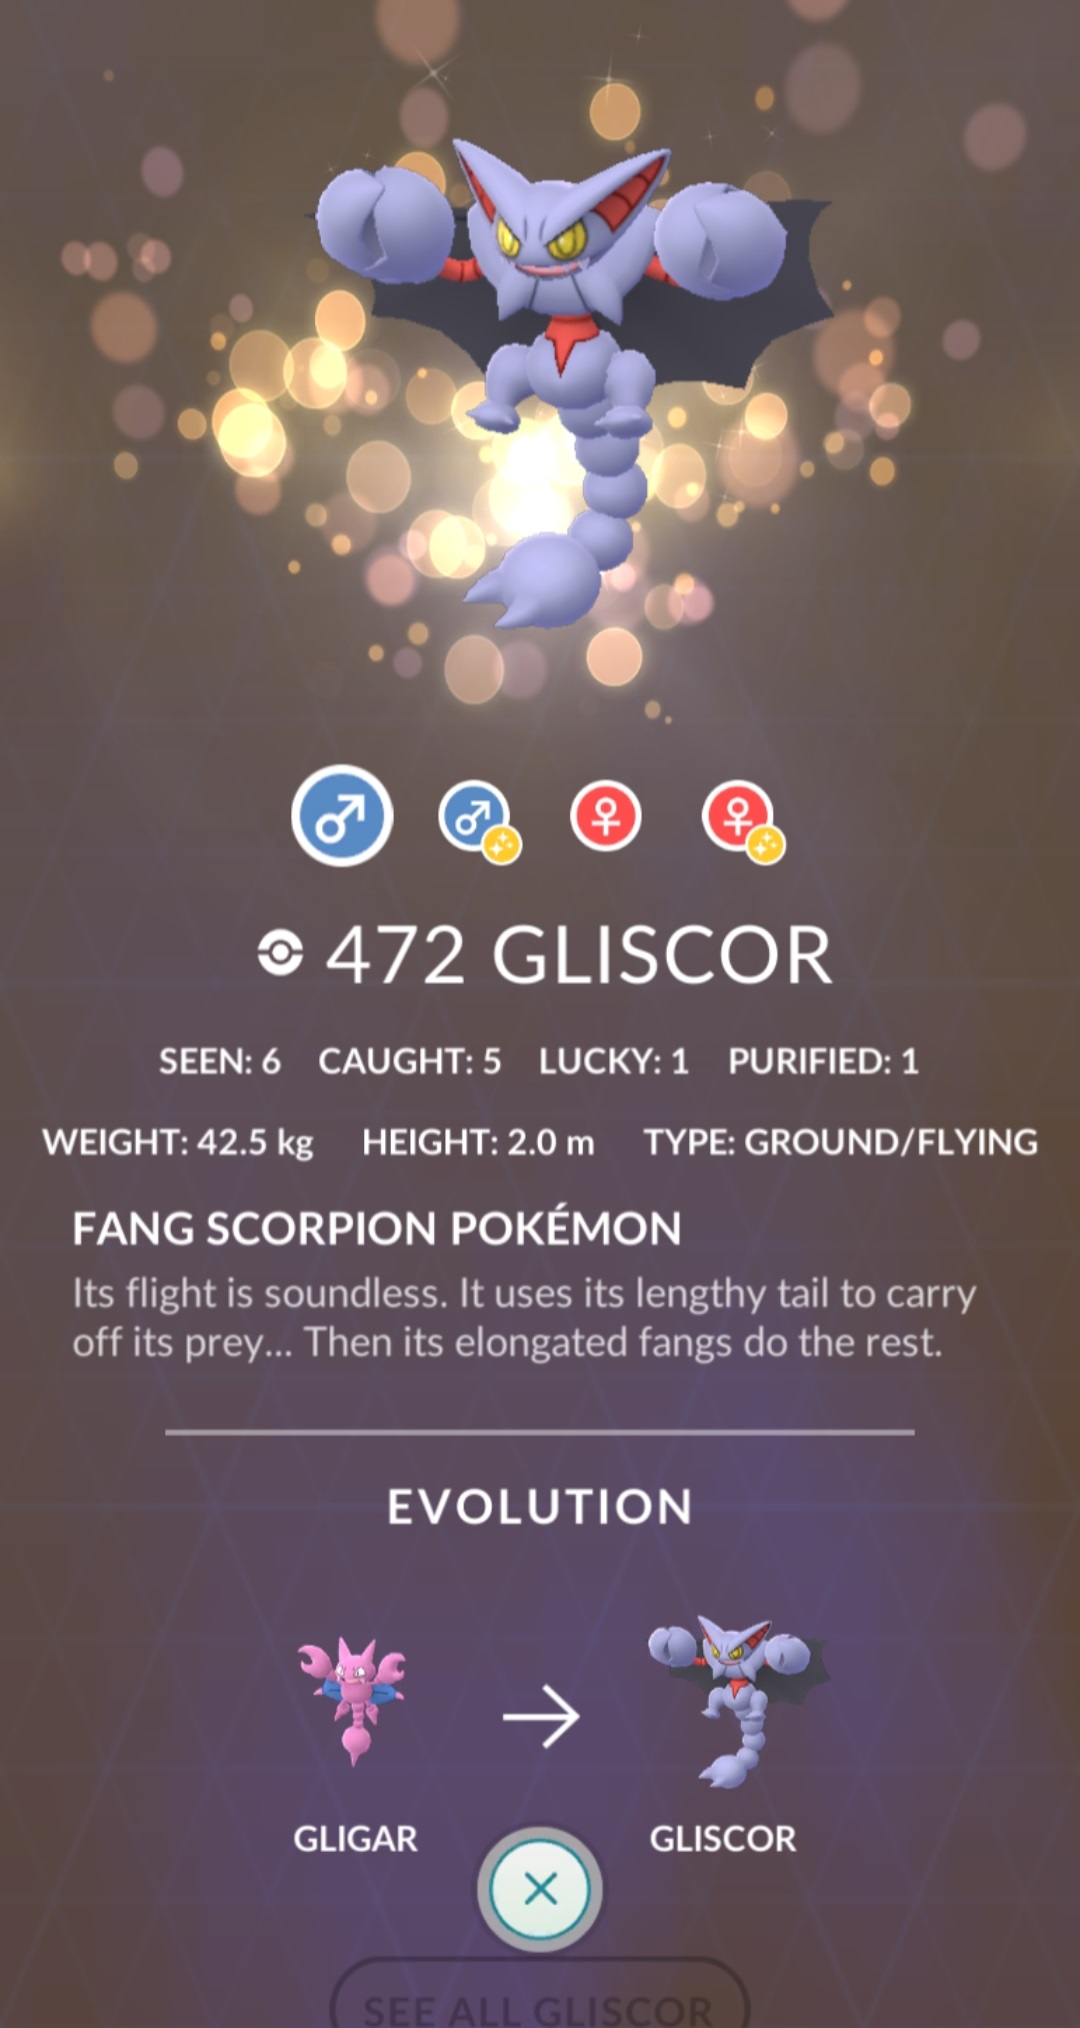 472 GLISCOR
SEEN: 6 CAUGHT: 5 LUCKY: 1 PURIFIED: 1
WEIGHT: 42.5 kg HEIGHT: 2.0 m TYPE: GROUND/FLYING
FANG SCORPION POKÉMON
Its flight is soundless. It uses its lengthy tail to carry
off its prey... Then its elongated fangs do the rest.
EVOLUTION
GLIGAR GLISCOR
SEE ALL GLISCOR